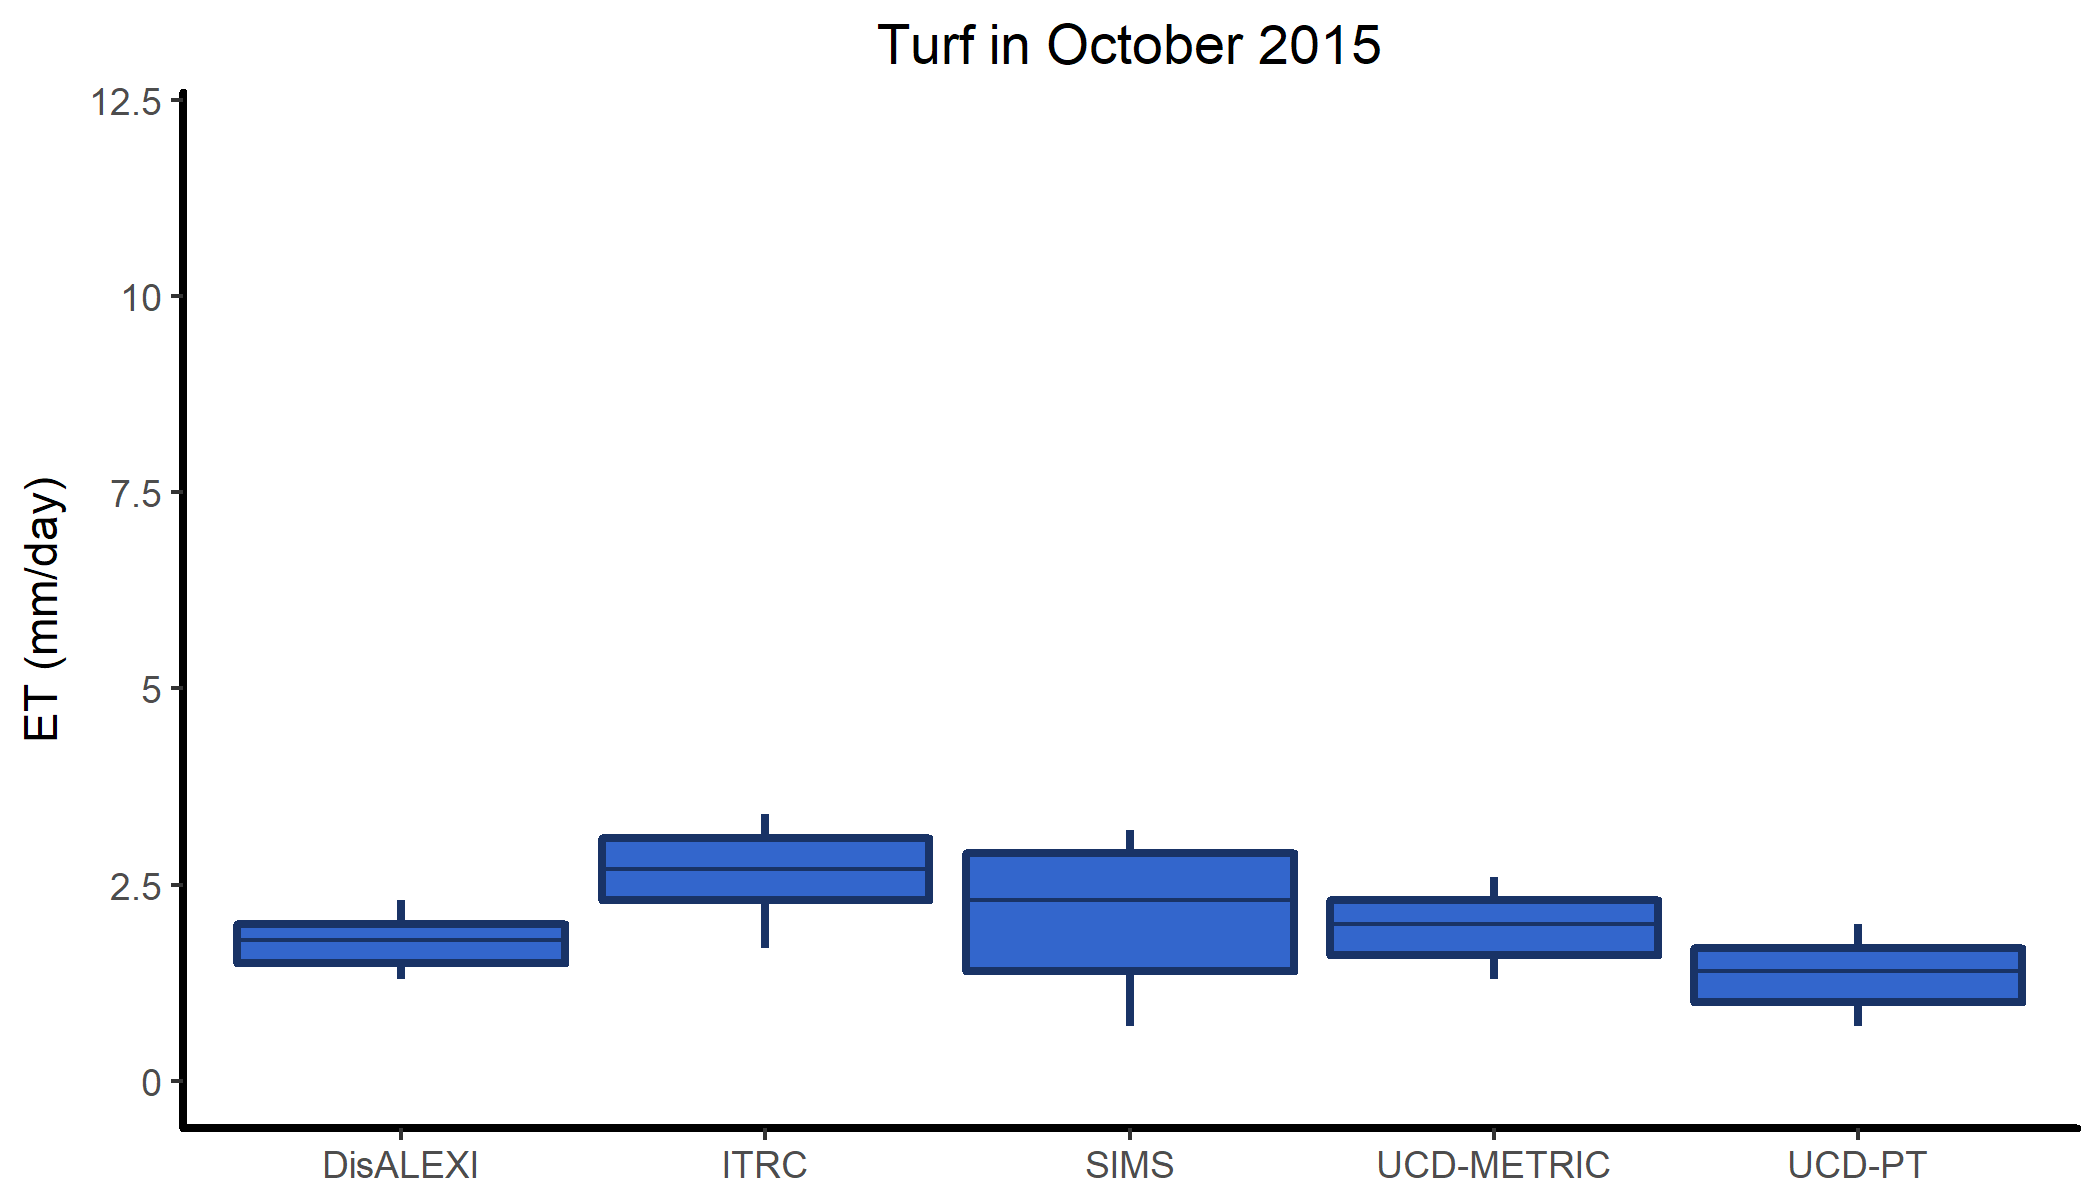 Turf in October 2015
12.5
10
7.5
5
2.5
0
ET (mm/day)
DisALEXI
ITRC
SIMS
UCD-METRIC
UCD-PT